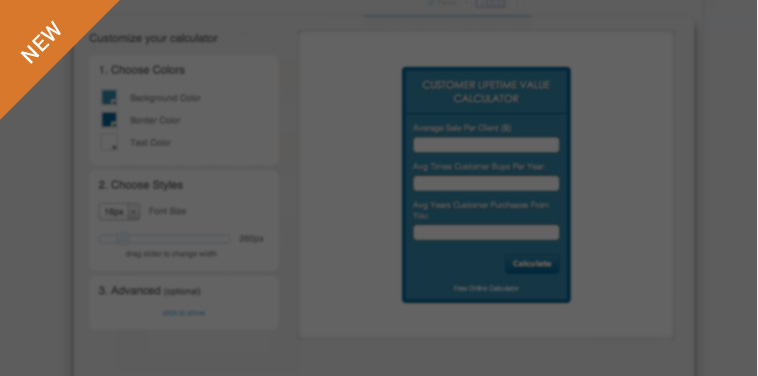 NEW
Customize your calculator
1. Choose Colors
Background Color
Border Color
Text Color
2. Choose Styles
16px Font Size
260px
drag slider to change width
3. Advanced (optional)
click to show
CUSTOMER LIFETIME VALUE
CALCULATOR
Average Sale Per Client ($):
Avg Times Customer Buys Per Year:
Avg Years Customer Purchases From
You:
Calculate
Free Online Calculator